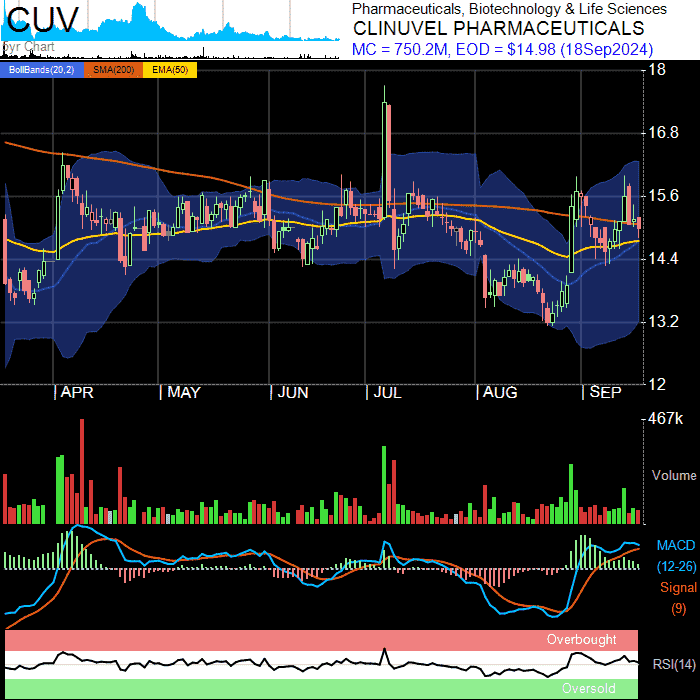 CUV
Pharmaceuticals, Biotechnology & Life Sciences
CLINUVEL PHARMACEUTICALS
MC = 750.2M, EOD = $14.98 (18Sep2024)
5yr Chart
BollBands(20,2) SMA(200) EMA(50)
18
16.8
15.6
14.4
13.2
12
APR MAY JUN JUL AUG SEP
467k
Volume
MACD
(12-26)
Signal
(9)
Overbought
RSI(14)
Oversold